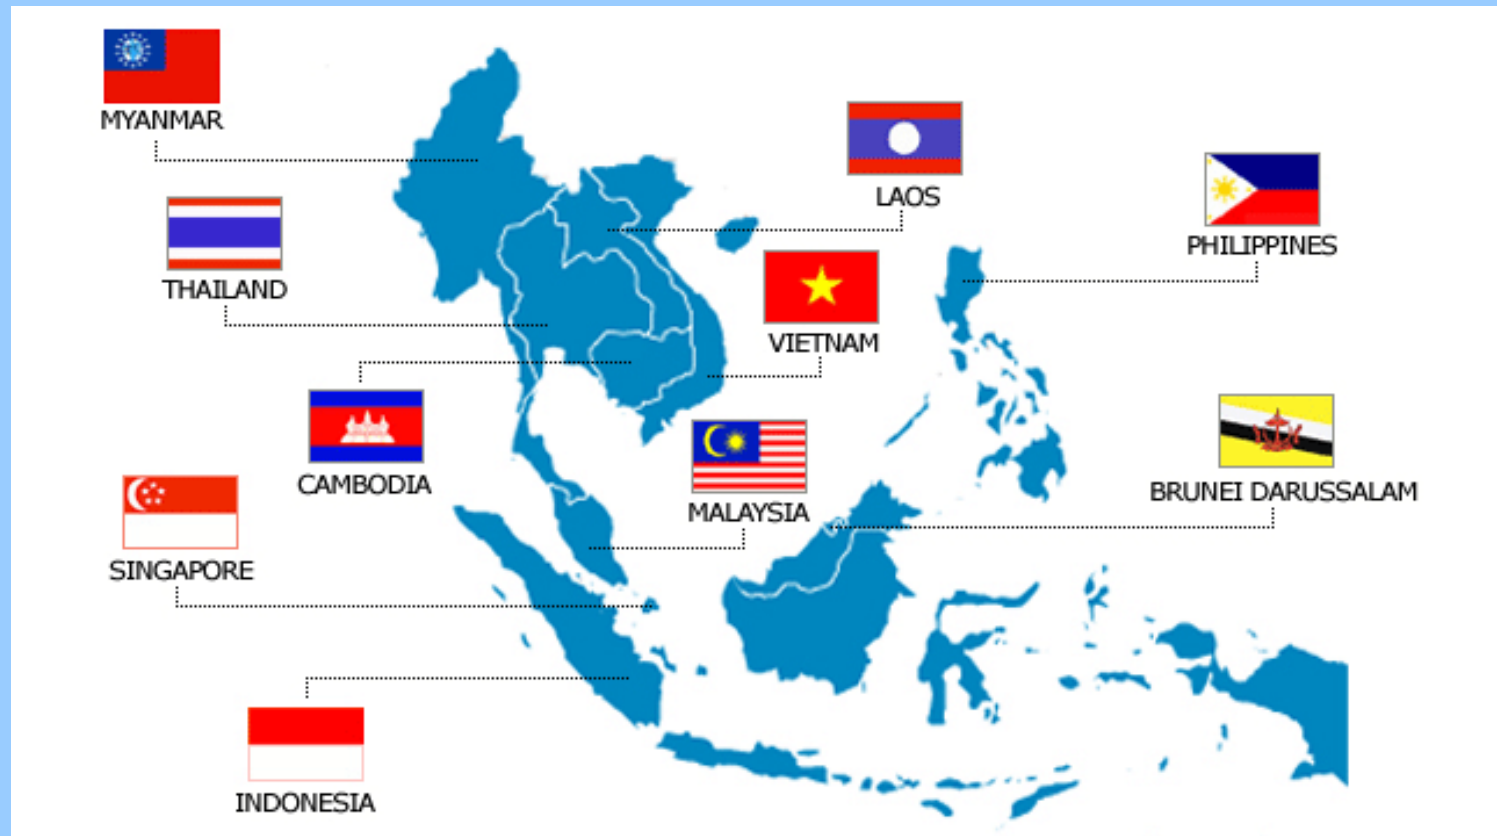 MYANMAR
LAOS
PHILIPPINES
THAILAND
VIETNAM
CAMBODIA
BRUNEI DARUSSALAM
MALAYSIA
SINGAPORE
INDONESIA